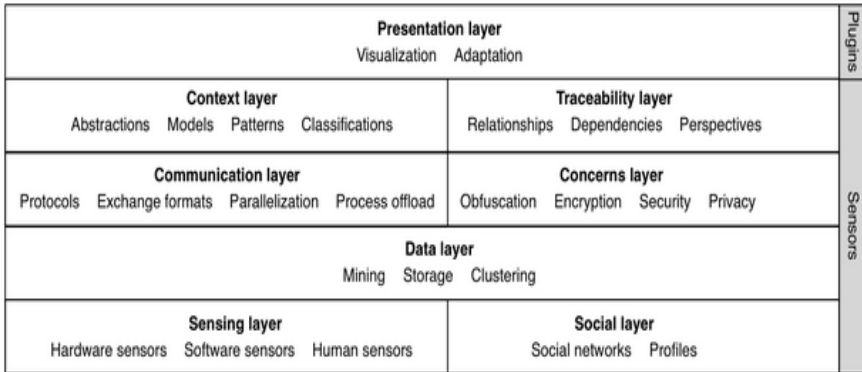 Presentation layer
Visualization Adaptation
Plugins
Context layer
Abstractions Models Patterns Classifications
Traceability layer
Relationships Dependencies Perspectives
Communication layer
Protocols Exchange formats Parallelization Process offload
Concerns layer
Obfuscation Encryption Security Privacy
Sensors
Data layer
Mining Storage Clustering
Sensing layer
Hardware sensors Software sensors Human sensors
Social layer
Social networks Profiles